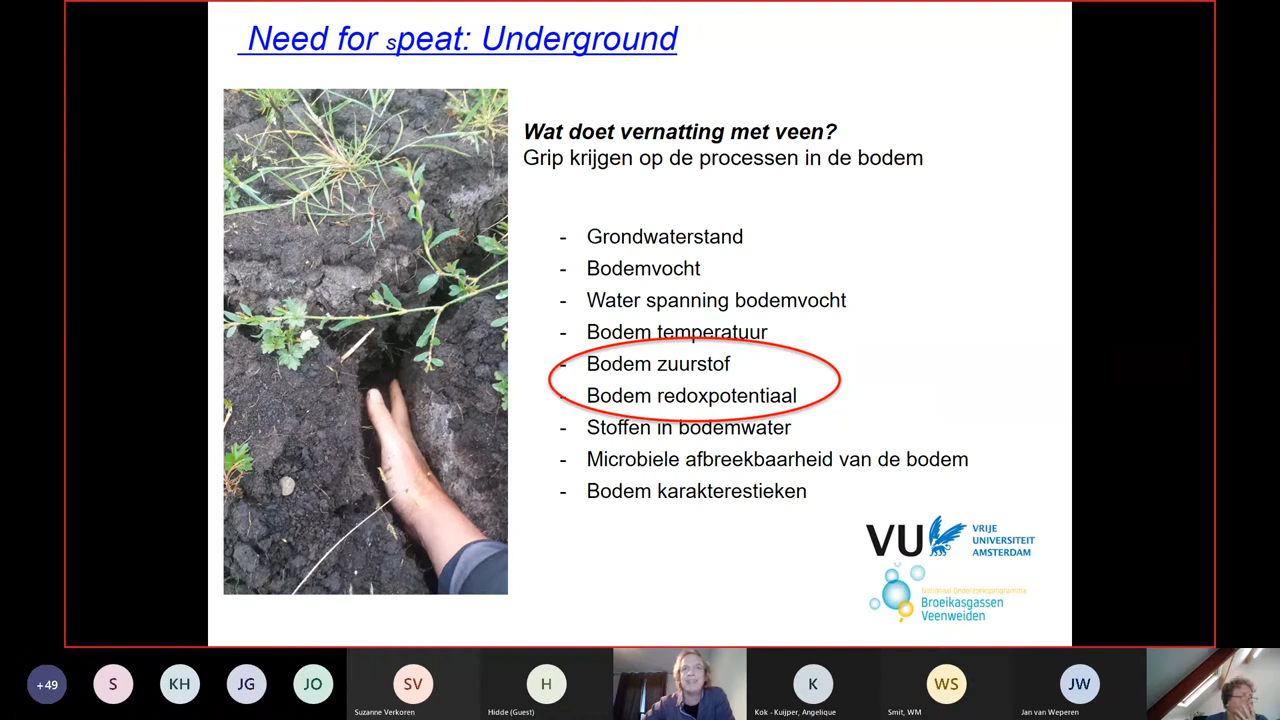 Need for speat: Underground
Wat doet vernatting met veen?
Grip krijgen op de processen in de bodem
- Grondwaterstand
- Bodemvocht
- Water spanning bodemvocht
- Bodem temperatuur
- Bodem zuurstof
- Bodem redoxpotentiaal
- Stoffen in bodemwater
- Microbiele afbreekbaarheid van de bodem
- Bodem karakterestieken
VU VRIJE
UNIVERSITEIT
AMSTERDAM
Nationaal Onderzoeksprogramma
Broeikasgassen
Veenweiden
+49 S KH JG JO SV H K WS JW
Suzanne Verkoren Hidde (Guest) Kok - Kuijper, Angelique Smit, WM Jan van Weperen